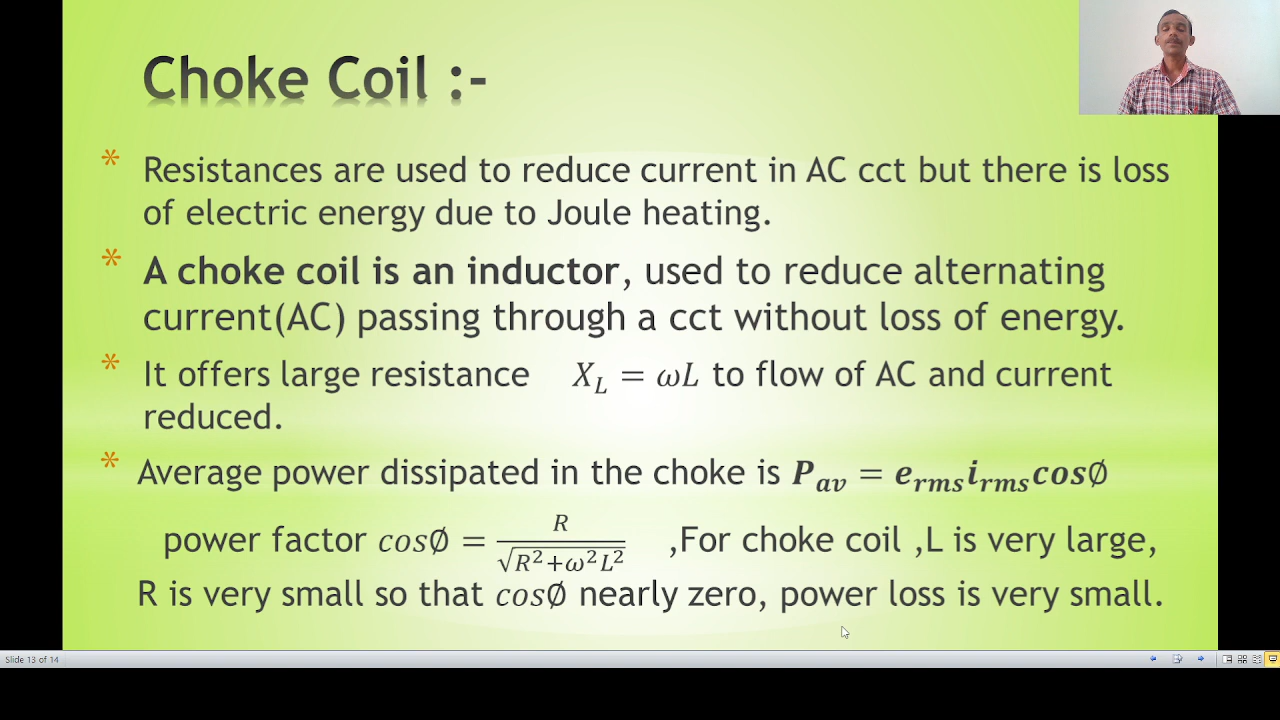 Choke Coil :-
* Resistances are used to reduce current in AC cct but there is loss
of electric energy due to Joule heating.
* A choke coil is an inductor, used to reduce alternating
current(AC) passing through a cct without loss of energy.
* It offers large resistance X_L = ωL to flow of AC and current
reduced.
* Average power dissipated in the choke is P_av = e_rms i_rms cos∅
power factor cos∅ = R / √(R² + ω²L²) ,For choke coil ,L is very large,
R is very small so that cos∅ nearly zero, power loss is very small.
Slide 13 of 14